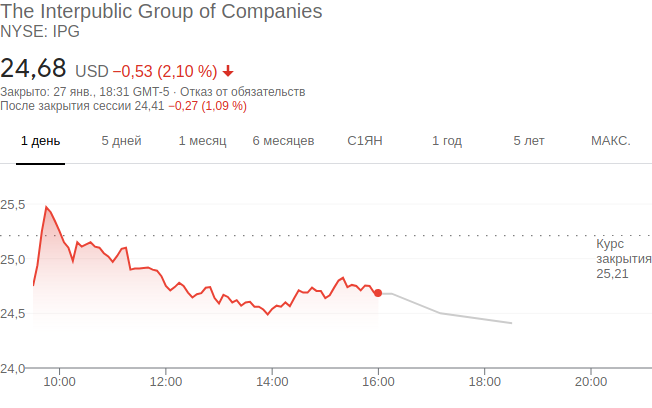 The Interpublic Group of Companies
NYSE: IPG
24,68 USD −0,53 (2,10 %)
Закрыто: 27 янв., 18:31 GMT-5 · Отказ от обязательств
После закрытия сессии 24,41 −0,27 (1,09 %)
1 день 5 дней 1 месяц 6 месяцев С1ЯН 1 год 5 лет МАКС.
25,5
Курс
закрытия
25,21
25,0
24,5
24,0
10:00 12:00 14:00 16:00 18:00 20:00